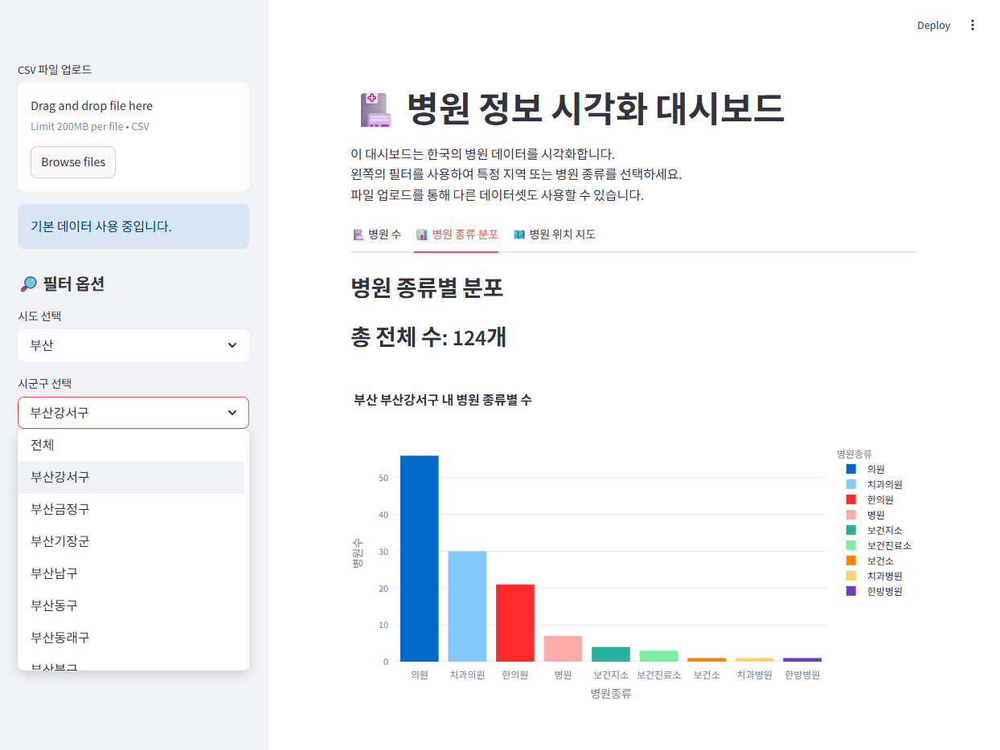 Deploy
CSV 파일 업로드
Drag and drop file here
Limit 200MB per file • CSV
Browse files
기본 데이터 사용 중입니다.
필터 옵션
시도 선택
부산
시군구 선택
부산강서구
전체
부산강서구
부산금정구
부산기장군
부산남구
부산동구
부산동래구
부산북구
병원 정보 시각화 대시보드
이 대시보드는 한국의 병원 데이터를 시각화합니다.
왼쪽의 필터를 사용하여 특정 지역 또는 병원 종류를 선택하세요.
파일 업로드를 통해 다른 데이터셋도 사용할 수 있습니다.
병원 수 병원 종류 분포 병원 위치 지도
병원 종류별 분포
총 전체 수: 124개
부산 부산강서구 내 병원 종류별 수
병원수
50
40
30
20
10
0
의원 치과의원 한의원 병원 보건지소 보건진료소 보건소 치과병원 한방병원
병원종류
병원종류
의원
치과의원
한의원
병원
보건지소
보건진료소
보건소
치과병원
한방병원